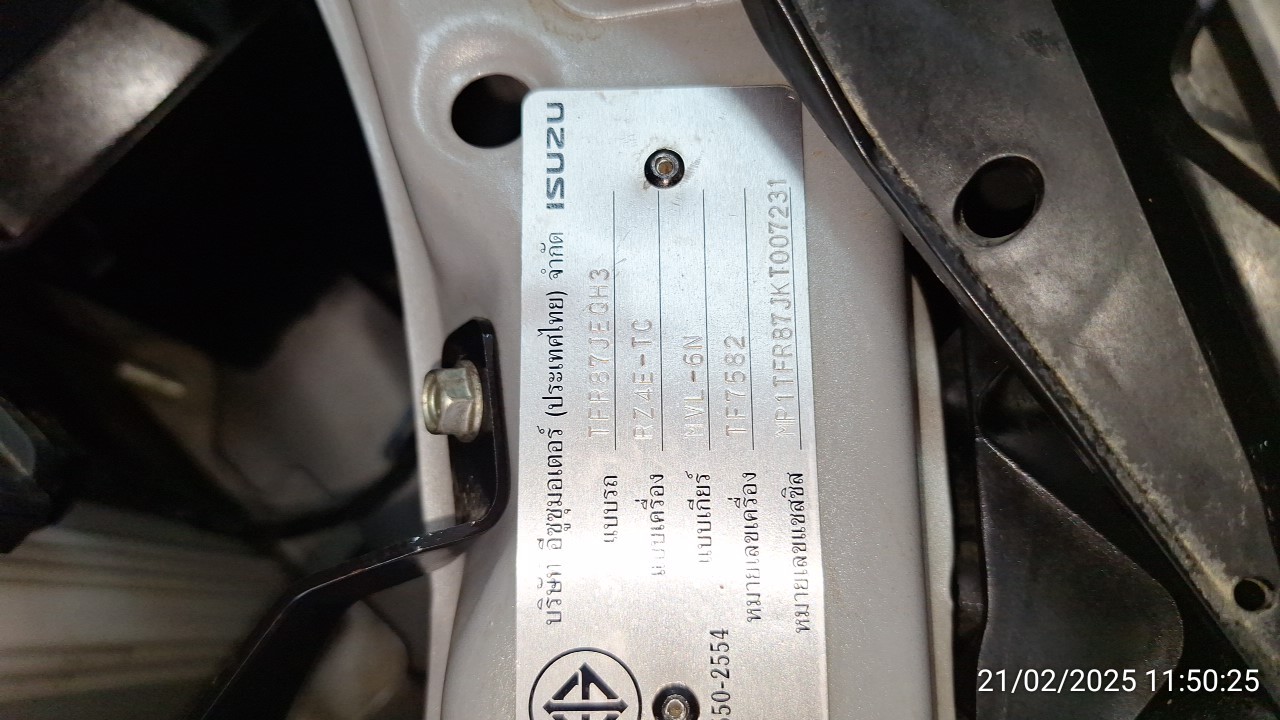 บริษัท อีซูซุมอเตอร์ (ประเทศไทย) จำกัด ISUZU
แบบรถ TFR87JEGH3
แบบเครื่อง RZ4E-TC
แบบเกียร์ MVL-6N
หมายเลขเครื่อง TF7582
หมายเลขแชสซิส MP1TFR87JKT007231
550-2554
21/02/2025 11:50:25